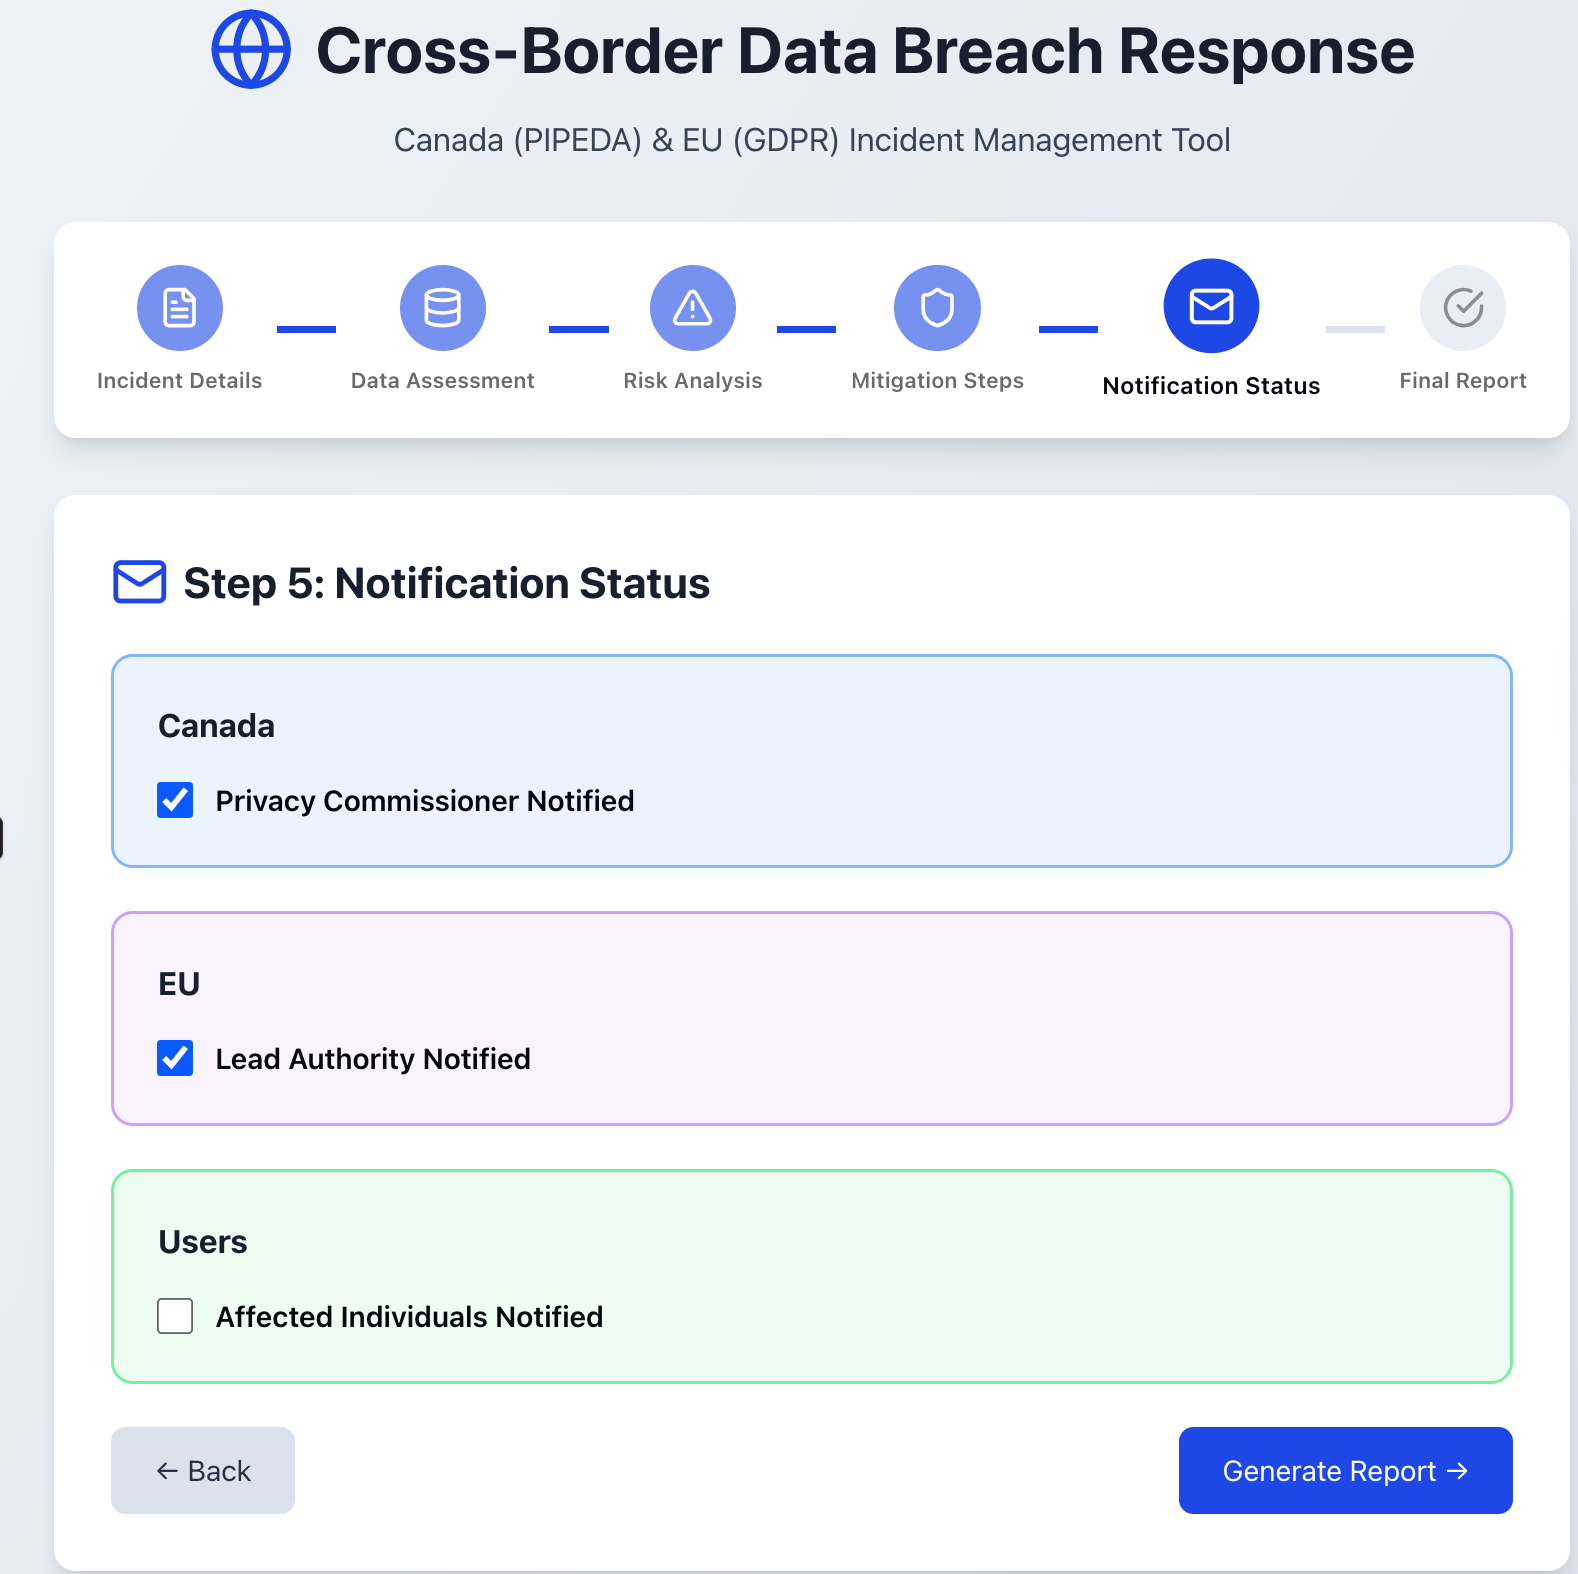 Cross-Border Data Breach Response
Canada (PIPEDA) & EU (GDPR) Incident Management Tool
Incident Details
Data Assessment
Risk Analysis
Mitigation Steps
Notification Status
Final Report
Step 5: Notification Status
Canada
Privacy Commissioner Notified
EU
Lead Authority Notified
Users
Affected Individuals Notified
← Back
Generate Report →